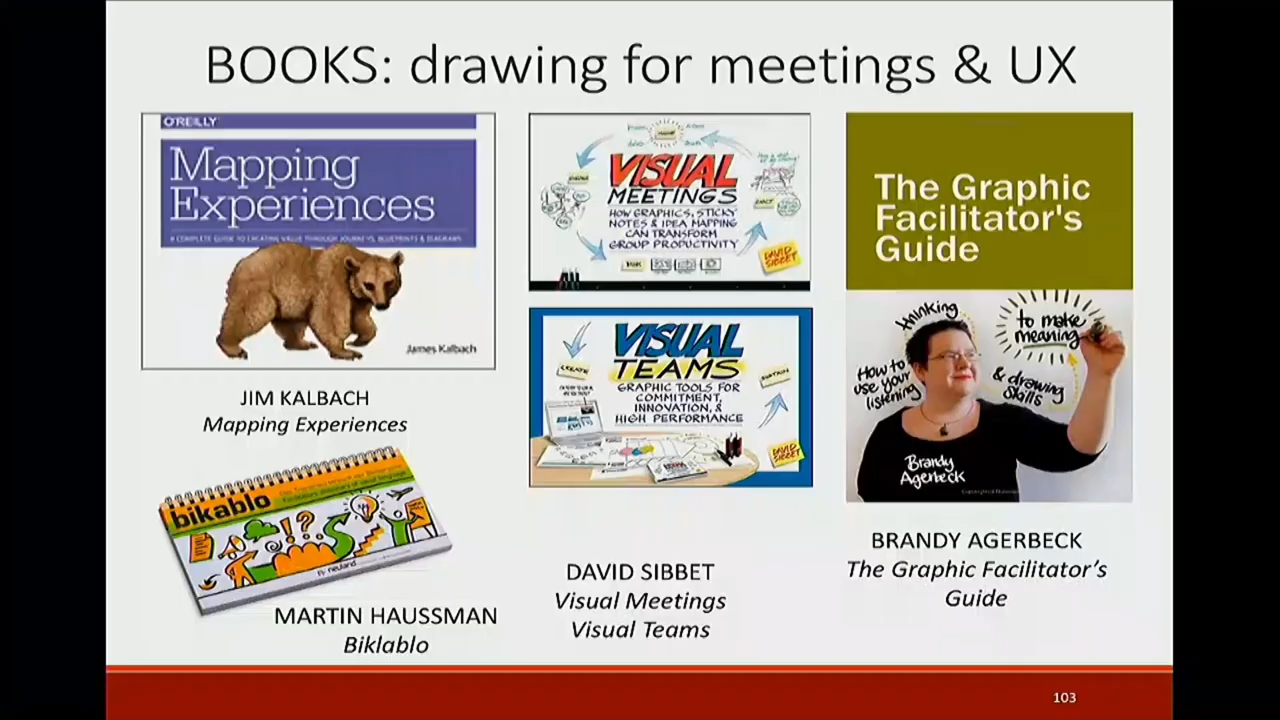 BOOKS: drawing for meetings & UX
O'REILLY
Mapping
Experiences
A COMPLETE GUIDE TO CREATING VALUE THROUGH JOURNEYS, BLUEPRINTS & DIAGRAMS
James Kalbach
JIM KALBACH
Mapping Experiences
bikablo
neuland
MARTIN HAUSSMAN
Biklablo
VISUAL
MEETINGS
HOW GRAPHICS, STICKY
NOTES & IDEA MAPPING
CAN TRANSFORM
GROUP PRODUCTIVITY
DAVID
SIBBET
VISUAL
TEAMS
CREATE
GRAPHIC TOOLS FOR
COMMITMENT,
INNOVATION, &
HIGH PERFORMANCE
DAVID
SIBBET
DAVID SIBBET
Visual Meetings
Visual Teams
The Graphic
Facilitator's
Guide
thinking
to make
meaning
How to
use your
listening
& drawing
skills
Brandy
Agerbeck
BRANDY AGERBECK
The Graphic Facilitator’s
Guide
103